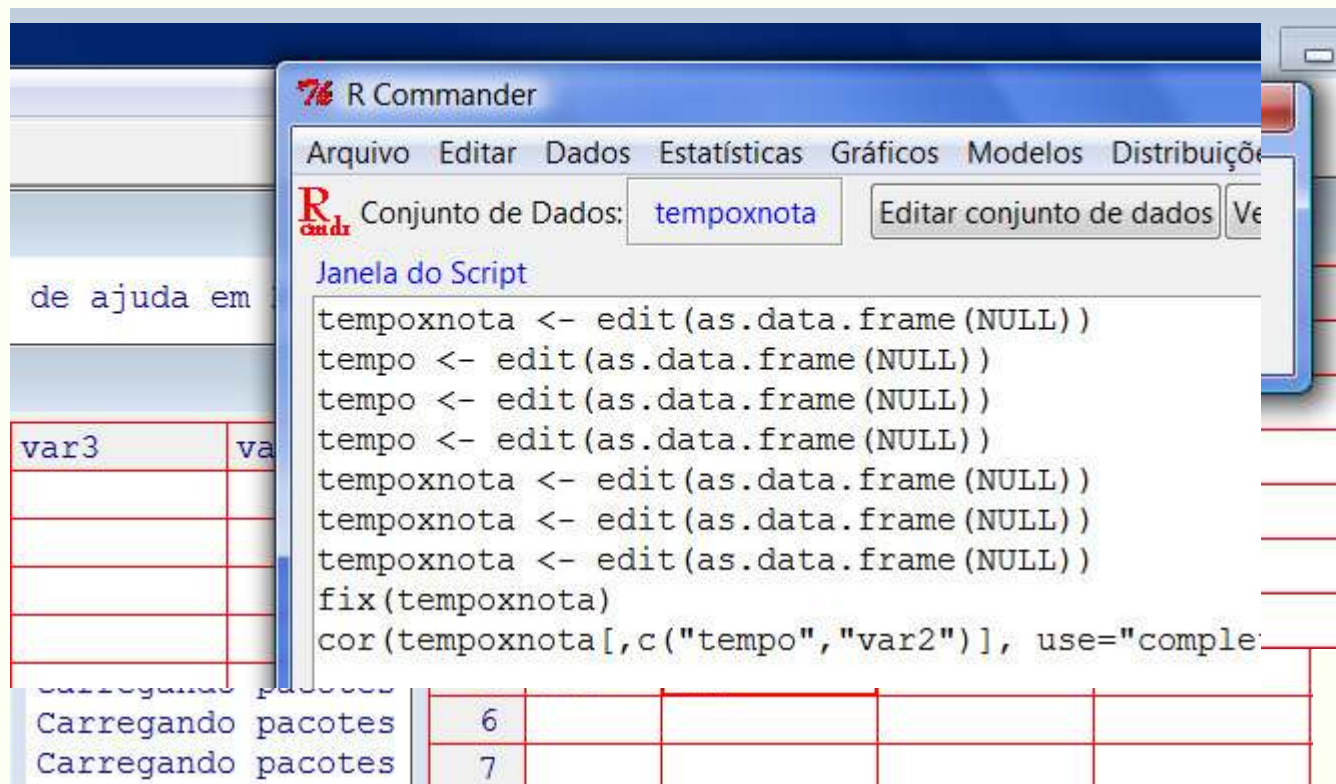 R Commander
Arquivo Editar Dados Estatísticas Gráficos Modelos
Rcmdr Conjunto de Dados: tempoxnota Editar conjunto de dados
Janela do Script
tempoxnota <- edit(as.data.frame(NULL))
tempo <- edit(as.data.frame(NULL))
tempo <- edit(as.data.frame(NULL))
tempo <- edit(as.data.frame(NULL))
tempoxnota <- edit(as.data.frame(NULL))
tempoxnota <- edit(as.data.frame(NULL))
tempoxnota <- edit(as.data.frame(NULL))
fix(tempoxnota)
cor(tempoxnota[,c("tempo","var2")], use="comple
de ajuda em
var3 va
Carregando pacotes
Carregando pacotes
Carregando pacotes
6
7